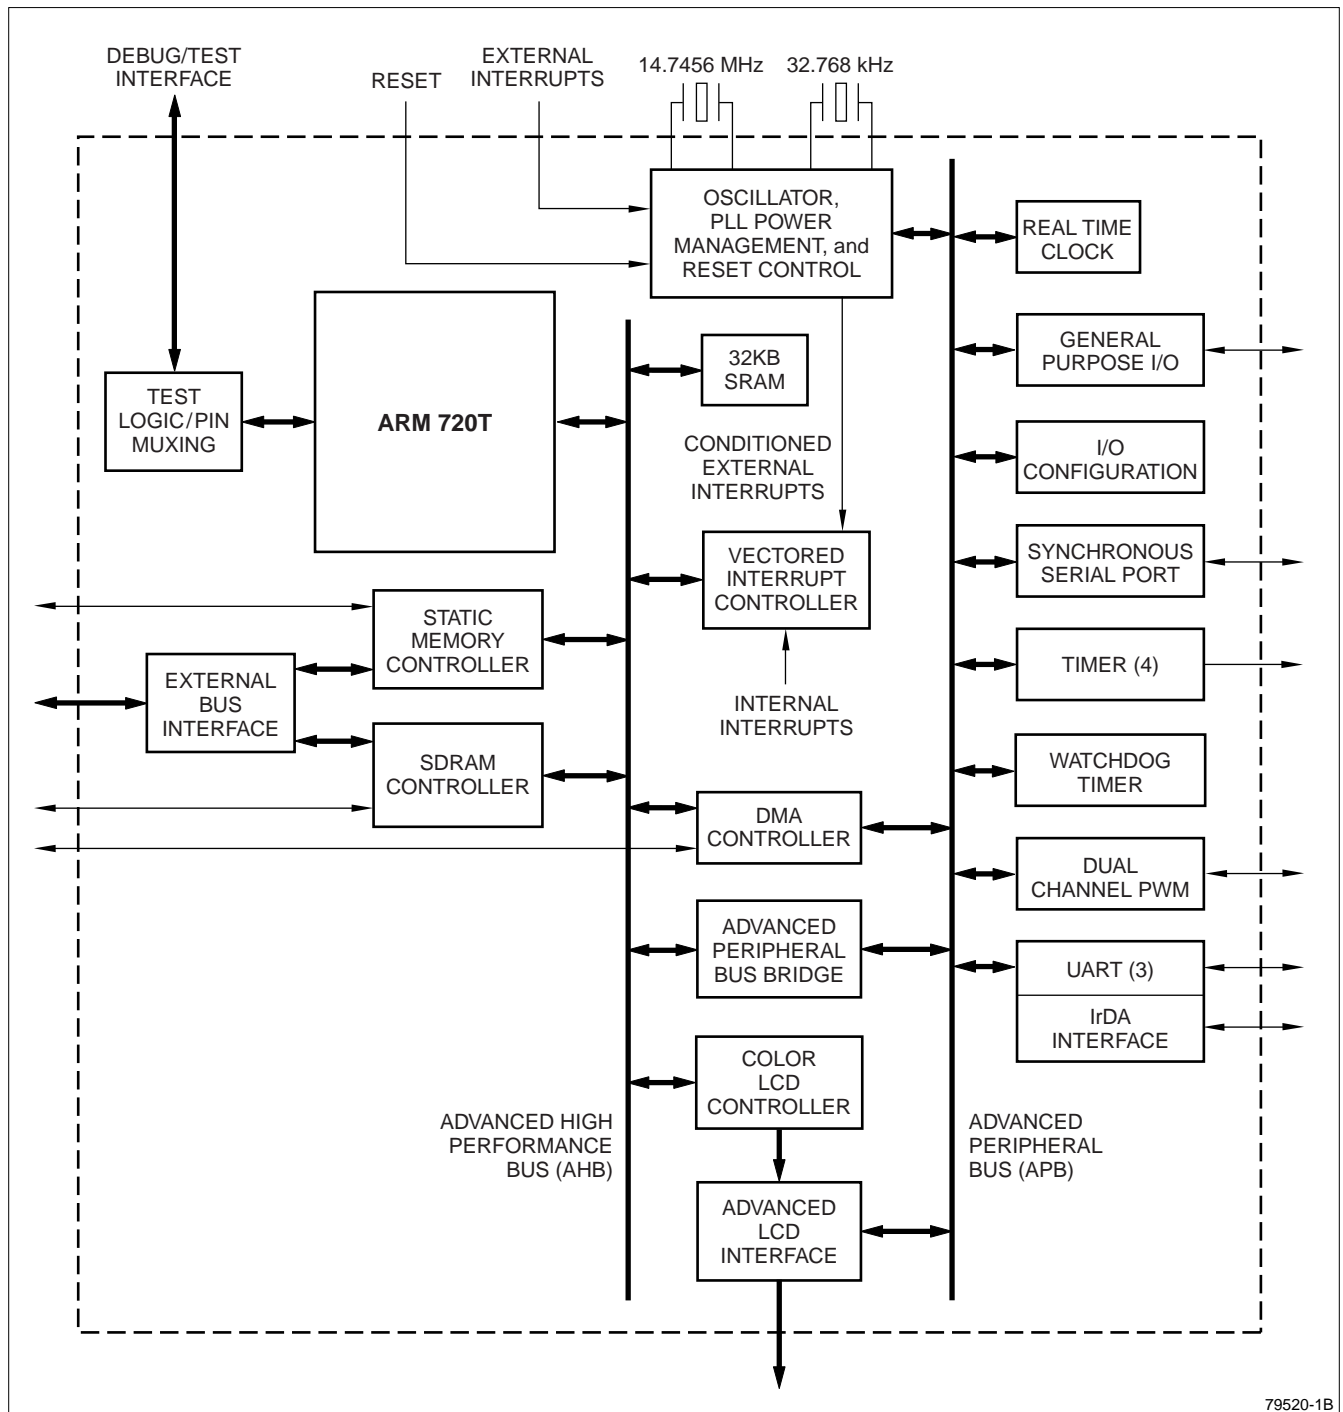 DEBUG/TEST
INTERFACE
RESET
EXTERNAL
INTERRUPTS
14.7456 MHz
32.768 kHz
OSCILLATOR,
PLL POWER
MANAGEMENT, and
RESET CONTROL
REAL TIME
CLOCK
GENERAL
PURPOSE I/O
32KB
SRAM
TEST
LOGIC/PIN
MUXING
ARM 720T
CONDITIONED
EXTERNAL
INTERRUPTS
I/O
CONFIGURATION
VECTORED
INTERRUPT
CONTROLLER
SYNCHRONOUS
SERIAL PORT
STATIC
MEMORY
CONTROLLER
TIMER (4)
EXTERNAL
BUS
INTERFACE
INTERNAL
INTERRUPTS
SDRAM
CONTROLLER
WATCHDOG
TIMER
DMA
CONTROLLER
DUAL
CHANNEL PWM
ADVANCED
PERIPHERAL
BUS BRIDGE
UART (3)
IrDA
INTERFACE
COLOR
LCD
CONTROLLER
ADVANCED HIGH
PERFORMANCE
BUS (AHB)
ADVANCED
PERIPHERAL
BUS (APB)
ADVANCED
LCD
INTERFACE
79520-1B